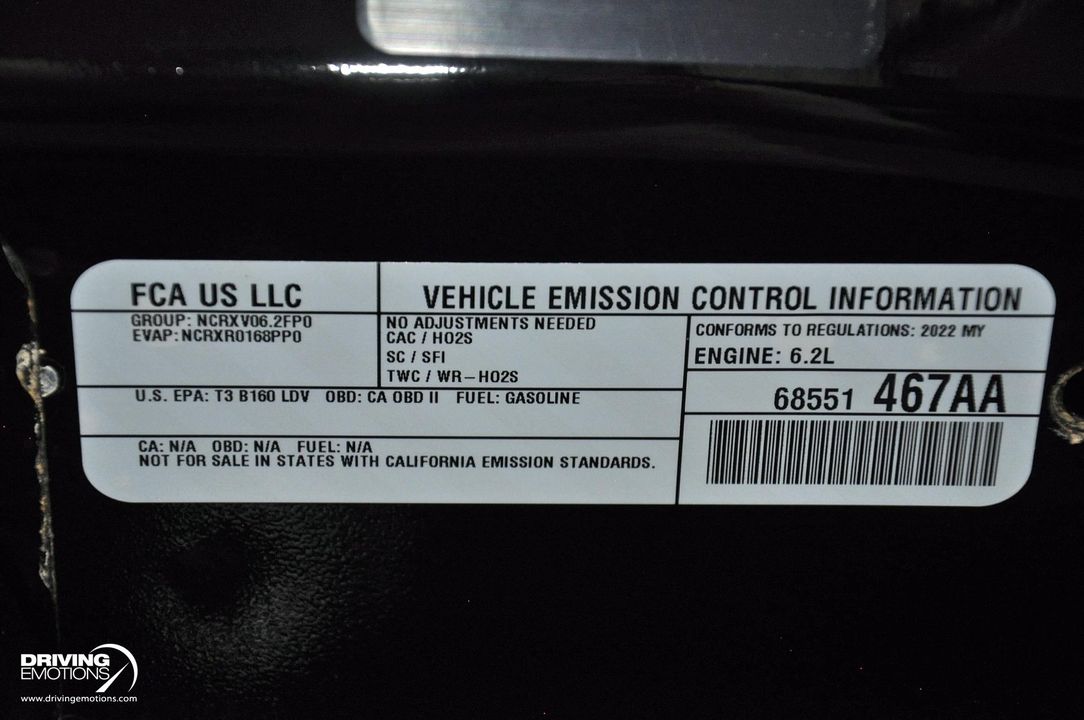 FCA US LLC
VEHICLE EMISSION CONTROL INFORMATION
GROUP: NCRXV06.2FP0
EVAP: NCRXR0168PP0
NO ADJUSTMENTS NEEDED
CAC / HO2S
SC / SFI
TWC / WR-HO2S
CONFORMS TO REGULATIONS: 2022 MY
ENGINE: 6.2L
68551 467AA
U.S. EPA: T3 B160 LDV OBD: CA OBD II FUEL: GASOLINE
CA: N/A OBD: N/A FUEL: N/A
NOT FOR SALE IN STATES WITH CALIFORNIA EMISSION STANDARDS.
DRIVING
EMOTIONS
www.drivingemotions.com